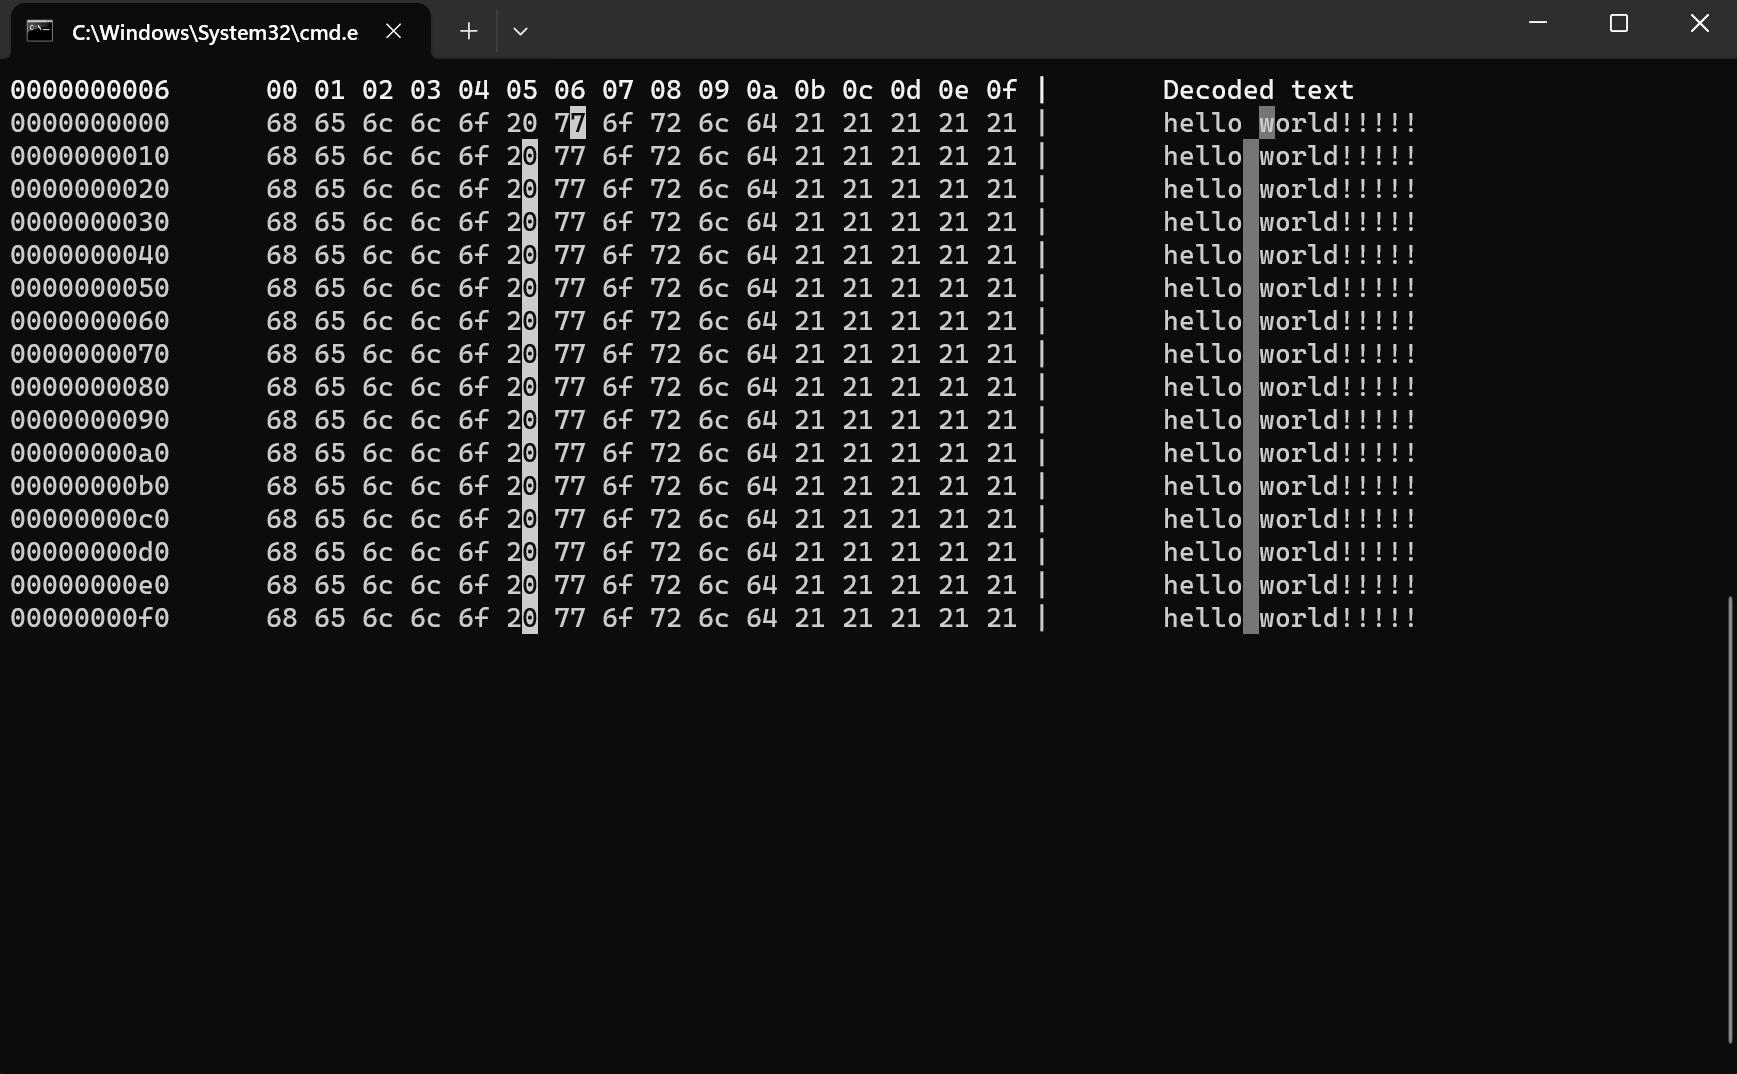 C:\Windows\System32\cmd.e
0000000006 00 01 02 03 04 05 06 07 08 09 0a 0b 0c 0d 0e 0f | Decoded text
0000000000 68 65 6c 6c 6f 20 77 6f 72 6c 64 21 21 21 21 21 | hello world!!!!!
0000000010 68 65 6c 6c 6f 20 77 6f 72 6c 64 21 21 21 21 21 | hello world!!!!!
0000000020 68 65 6c 6c 6f 20 77 6f 72 6c 64 21 21 21 21 21 | hello world!!!!!
0000000030 68 65 6c 6c 6f 20 77 6f 72 6c 64 21 21 21 21 21 | hello world!!!!!
0000000040 68 65 6c 6c 6f 20 77 6f 72 6c 64 21 21 21 21 21 | hello world!!!!!
0000000050 68 65 6c 6c 6f 20 77 6f 72 6c 64 21 21 21 21 21 | hello world!!!!!
0000000060 68 65 6c 6c 6f 20 77 6f 72 6c 64 21 21 21 21 21 | hello world!!!!!
0000000070 68 65 6c 6c 6f 20 77 6f 72 6c 64 21 21 21 21 21 | hello world!!!!!
0000000080 68 65 6c 6c 6f 20 77 6f 72 6c 64 21 21 21 21 21 | hello world!!!!!
0000000090 68 65 6c 6c 6f 20 77 6f 72 6c 64 21 21 21 21 21 | hello world!!!!!
00000000a0 68 65 6c 6c 6f 20 77 6f 72 6c 64 21 21 21 21 21 | hello world!!!!!
00000000b0 68 65 6c 6c 6f 20 77 6f 72 6c 64 21 21 21 21 21 | hello world!!!!!
00000000c0 68 65 6c 6c 6f 20 77 6f 72 6c 64 21 21 21 21 21 | hello world!!!!!
00000000d0 68 65 6c 6c 6f 20 77 6f 72 6c 64 21 21 21 21 21 | hello world!!!!!
00000000e0 68 65 6c 6c 6f 20 77 6f 72 6c 64 21 21 21 21 21 | hello world!!!!!
00000000f0 68 65 6c 6c 6f 20 77 6f 72 6c 64 21 21 21 21 21 | hello world!!!!!